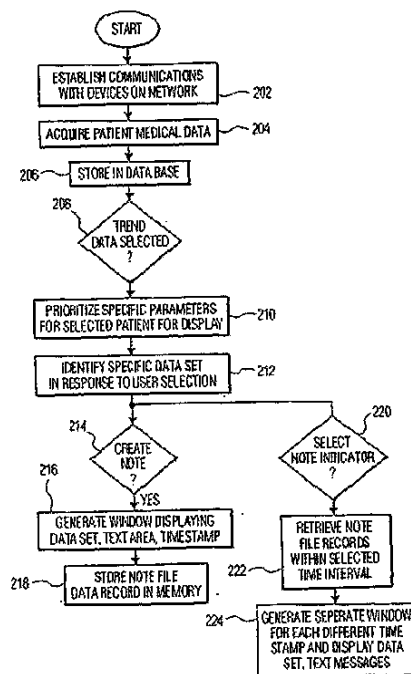 START
ESTABLISH COMMUNICATIONS
WITH DEVICES ON NETWORK
202
ACQUIRE PATIENT MEDICAL DATA
204
206
STORE IN DATA BASE
208
TREND
DATA SELECTED
?
PRIORITIZE SPECIFIC PARAMETERS
FOR SELECTED PATIENT FOR DISPLAY
210
IDENTIFY SPECIFIC DATA SET
IN RESPONSE TO USER SELECTION
212
214
CREATE
NOTE
?
YES
216
GENERATE WINDOW DISPLAYING
DATA SET, TEXT AREA, TIMESTAMP
218
STORE NOTE FILE
DATA RECORD IN MEMORY
220
SELECT
NOTE INDICATOR
?
RETRIEVE NOTE
FILE RECORDS
WITHIN SELECTED
TIME INTERVAL
222
224
GENERATE SEPERATE WINDOW
FOR EACH DIFFERENT TIME
STAMP AND DISPLAY DATA
SET, TEXT MESSAGES